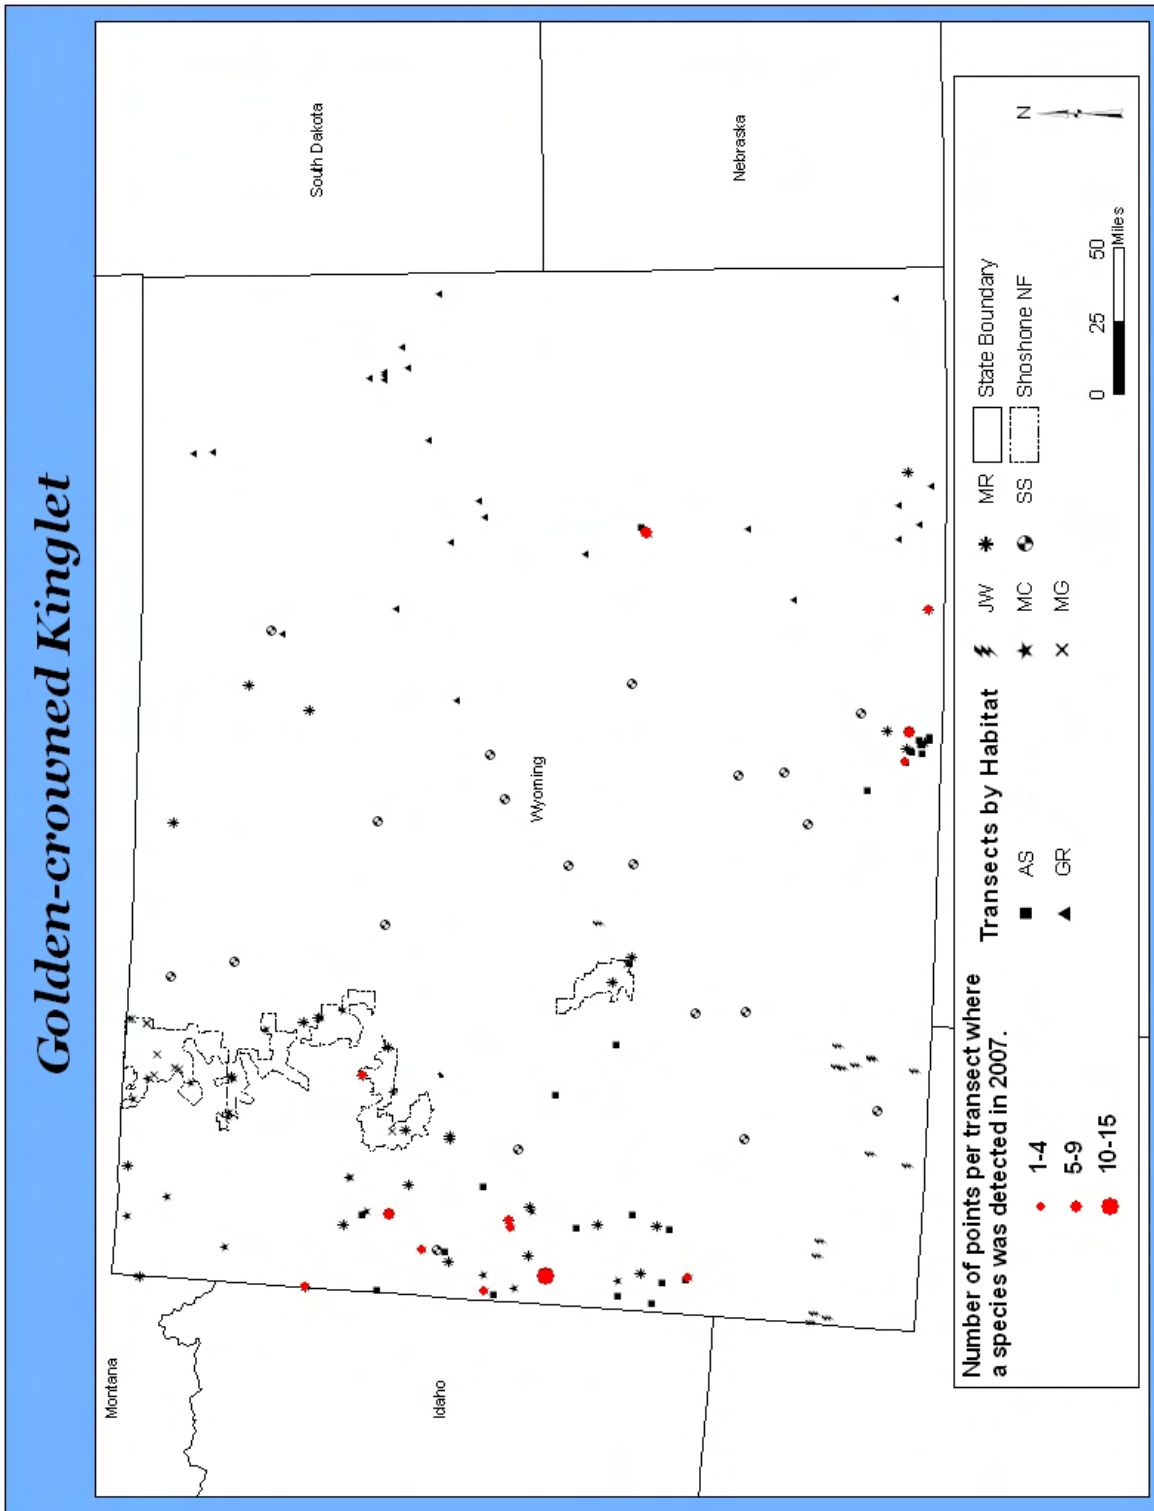 Golden-crowned Kinglet
Montana
South Dakota
Idaho
Wyoming
Nebraska
Number of points per transect where
a species was detected in 2007.
1-4
5-9
10-15
Transects by Habitat
AS
GR
JW
MC
MG
MR
SS
State Boundary
Shoshone NF
N
0 25 50
Miles